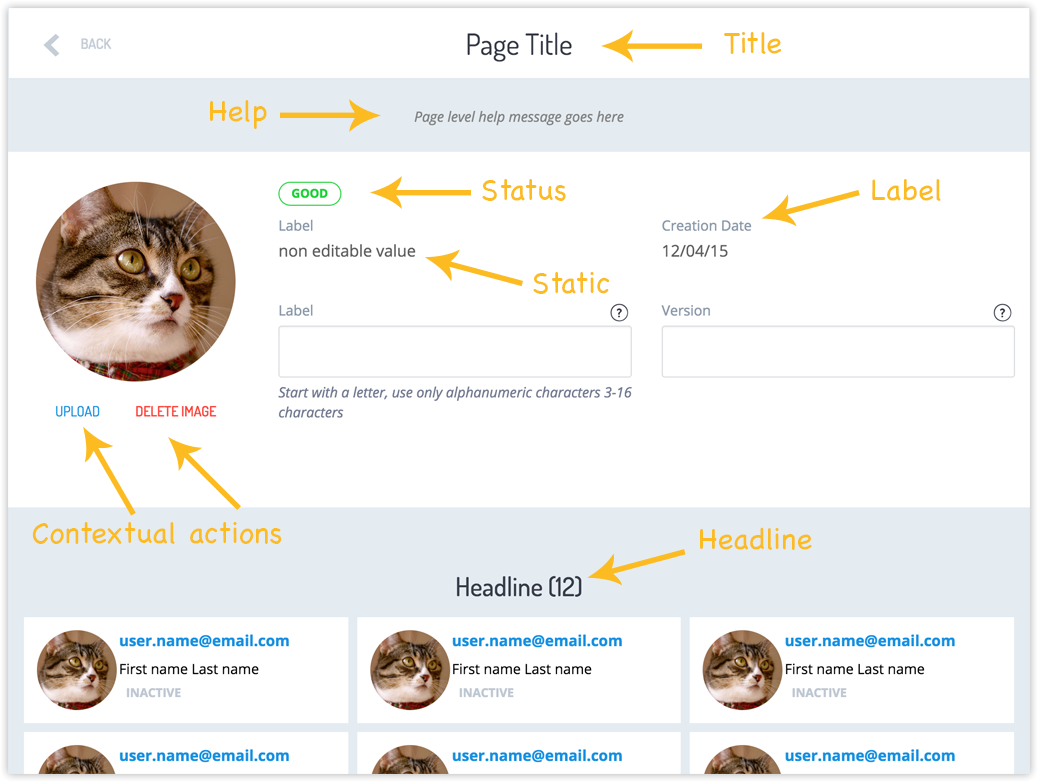 BACK
Page Title
Title
Help
Page level help message goes here
GOOD
Status
Label
Label
Creation Date
non editable value
12/04/15
Static
Label
?
Version
?
Start with a letter, use only alphanumeric characters 3-16
characters
UPLOAD
DELETE IMAGE
Contextual actions
Headline
Headline (12)
user.name@email.com
First name Last name
INACTIVE
user.name@email.com
First name Last name
INACTIVE
user.name@email.com
First name Last name
INACTIVE
user.name@email.com
user.name@email.com
user.name@email.com